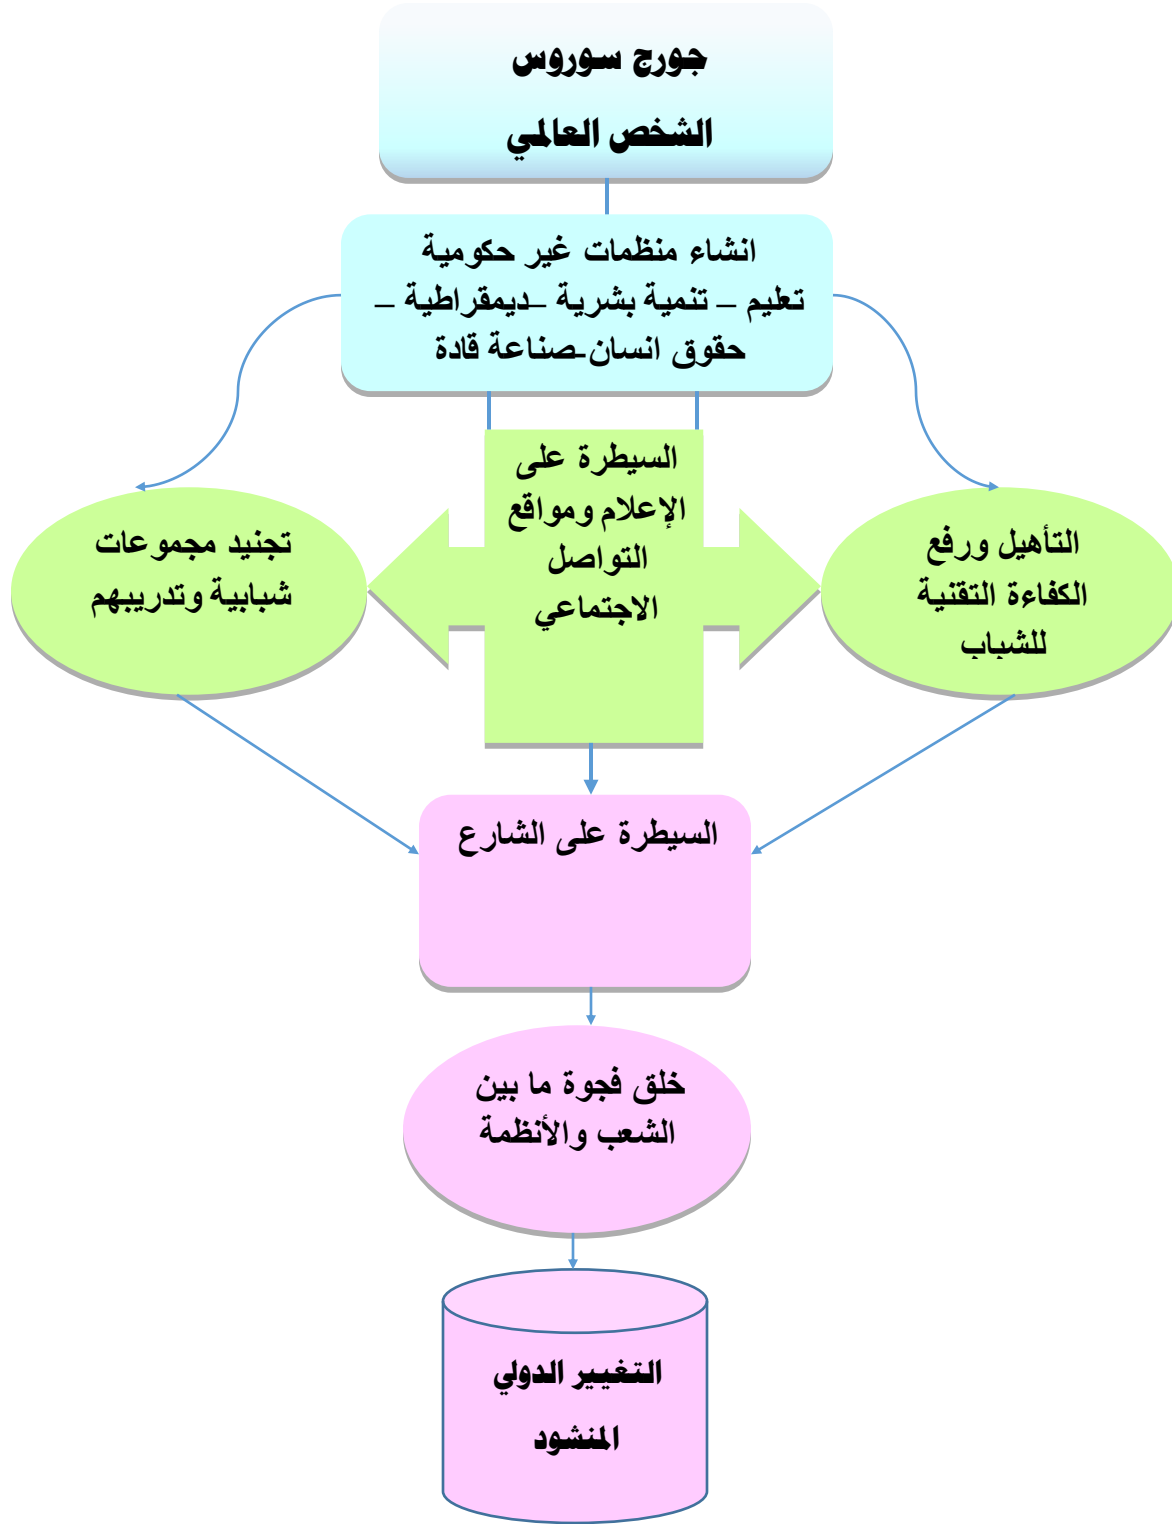 جورج سوروس
الشخص العالمي
انشاء منظمات غير حكومية
تعليم – تنمية بشرية –ديمقراطية –
حقوق انسان-صناعة قادة
السيطرة على
الإعلام ومواقع
التواصل
الاجتماعي
التأهيل ورفع
الكفاءة التقنية
للشباب
تجنيد مجموعات
شبابية وتدريبهم
السيطرة على الشارع
خلق فجوة ما بين
الشعب والأنظمة
التغيير الدولي
المنشود